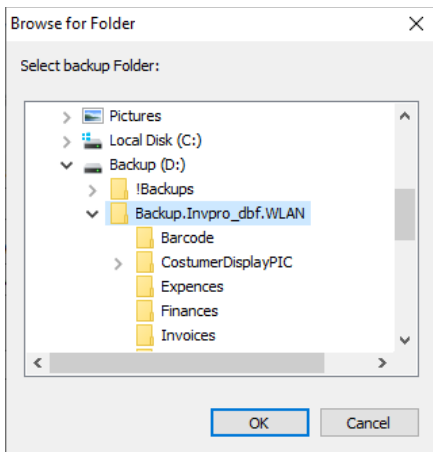 Browse for Folder
Select backup Folder:
Pictures
Local Disk (C:)
Backup (D:)
!Backups
Backup.Invpro_dbf.WLAN
Barcode
CostumerDisplayPIC
Expences
Finances
Invoices
OK Cancel